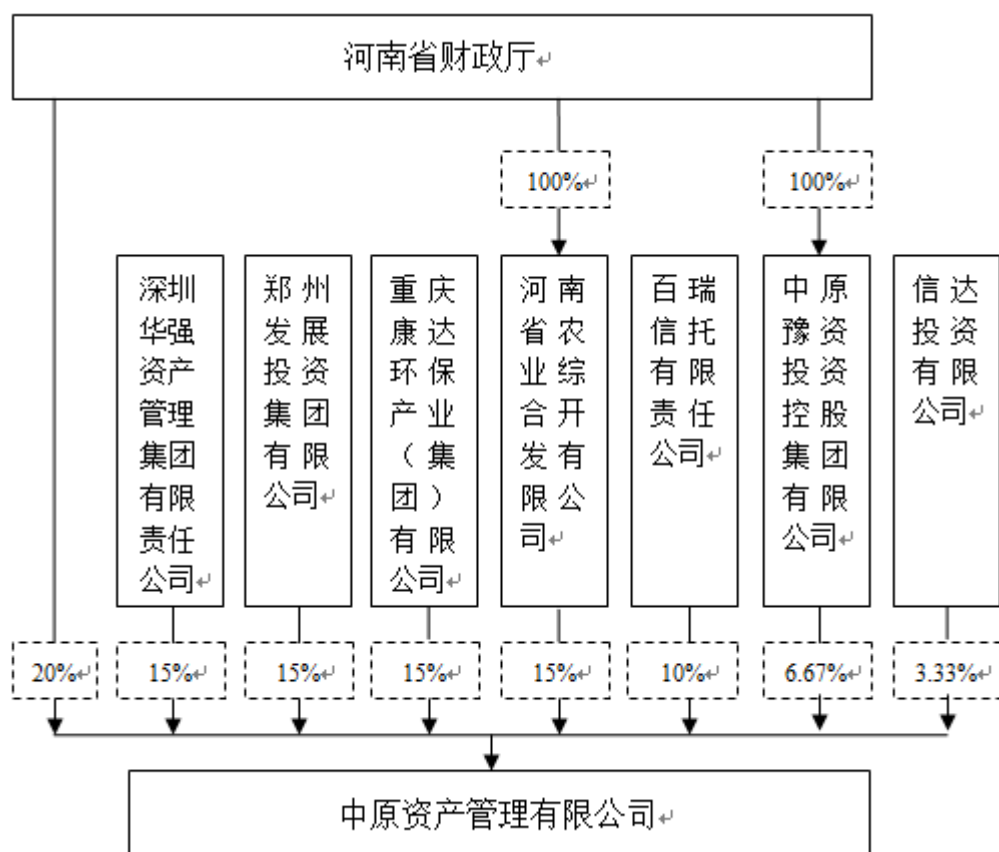 河南省财政厅↵
100%↵
100%↵
深圳
华强
资产
管理
集团
有限
责任
公司↵
郑州
发展
投资
集团
有限
公司↵
重庆
康达
环保
产业
（集
团）
有限
公司↵
河南
省农
业综
合开
发有
限公
司↵
百瑞
信托
有限
责任
公司↵
中原
豫资
投资
控股
集团
有限
公司↵
信达
投资
有限
公司↵
20%↵
15%↵
15%↵
15%↵
15%↵
10%↵
6.67%↵
3.33%↵
中原资产管理有限公司↵